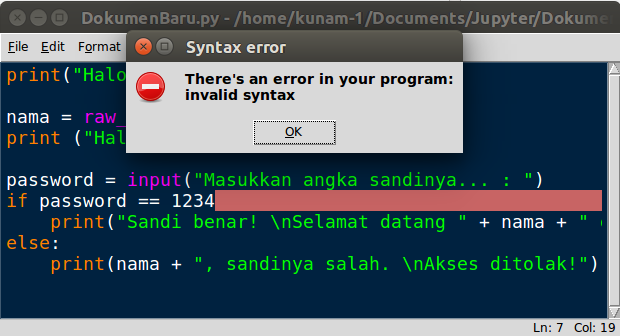 DokumenBaru.py - /home/kunam-1/Documents/Jupyter/Dokume
File Edit Format
Syntax error
There's an error in your program:
invalid syntax
OK
print("Halo
nama = raw_
print ("Hal
password = input("Masukkan angka sandinya... : ")
if password == 1234
print("Sandi benar! \nSelamat datang " + nama + "
else:
print(nama + ", sandinya salah. \nAkses ditolak!")
Ln: 7 Col: 19